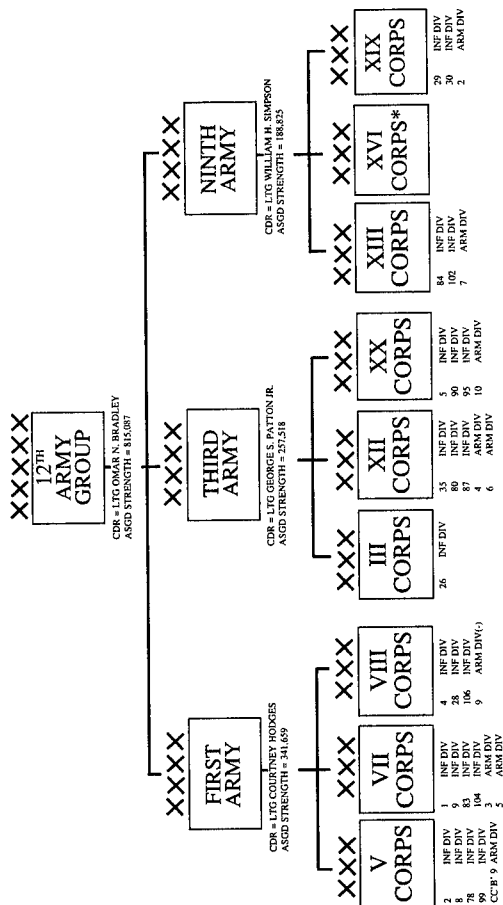 XXXXX
12TH
ARMY
GROUP
CDR = LTG OMAR N. BRADLEY
ASGD STRENGTH = 815,087
XXXX
FIRST
ARMY
CDR = LTG COURTNEY HODGES
ASGD STRENGTH = 341,659
XXXX
THIRD
ARMY
CDR = LTG GEORGE S. PATTON JR.
ASGD STRENGTH = 257,518
XXXX
NINTH
ARMY
CDR = LTG WILLIAM H. SIMPSON
ASGD STRENGTH = 188,825
XXX
V
CORPS
2 INF DIV
8 INF DIV
78 INF DIV
99 INF DIV
CC'B' 9 ARM DIV
XXX
VII
CORPS
1 INF DIV
9 INF DIV
83 INF DIV
104 INF DIV
3 ARM DIV
5 ARM DIV
XXX
VIII
CORPS
4 INF DIV
28 INF DIV
106 INF DIV
9 ARM DIV(-)
XXX
III
CORPS
26 INF DIV
XXX
XII
CORPS
35 INF DIV
80 INF DIV
87 INF DIV
4 ARM DIV
6 ARM DIV
XXX
XX
CORPS
5 INF DIV
90 INF DIV
95 INF DIV
10 ARM DIV
XXX
XIII
CORPS
84 INF DIV
102 INF DIV
7 ARM DIV
XXX
XVI
CORPS*
XXX
XIX
CORPS
29 INF DIV
30 INF DIV
2 ARM DIV